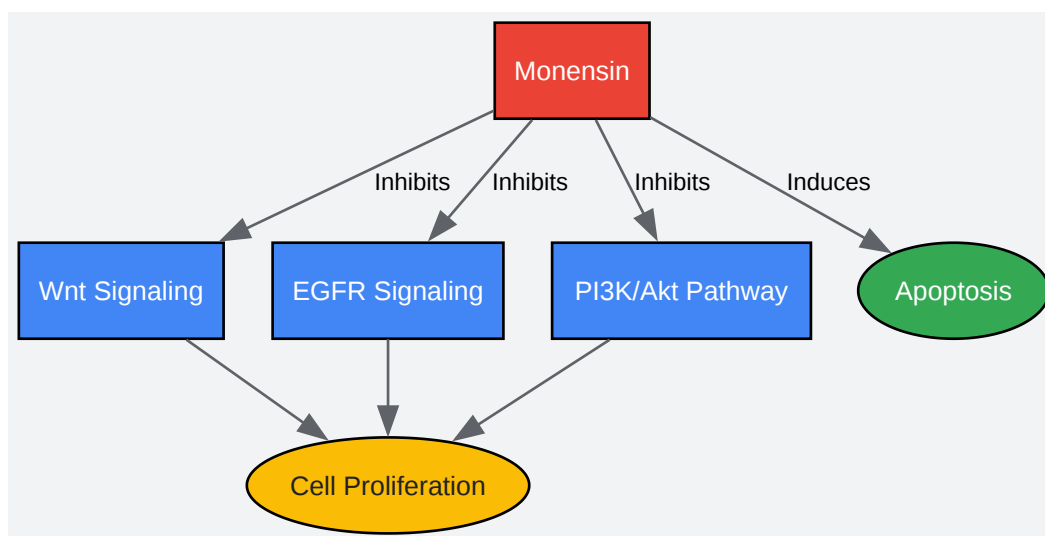 Monensin
Inhibits
Inhibits
Inhibits
Induces
Wnt Signaling
EGFR Signaling
PI3K/Akt Pathway
Apoptosis
Cell Proliferation